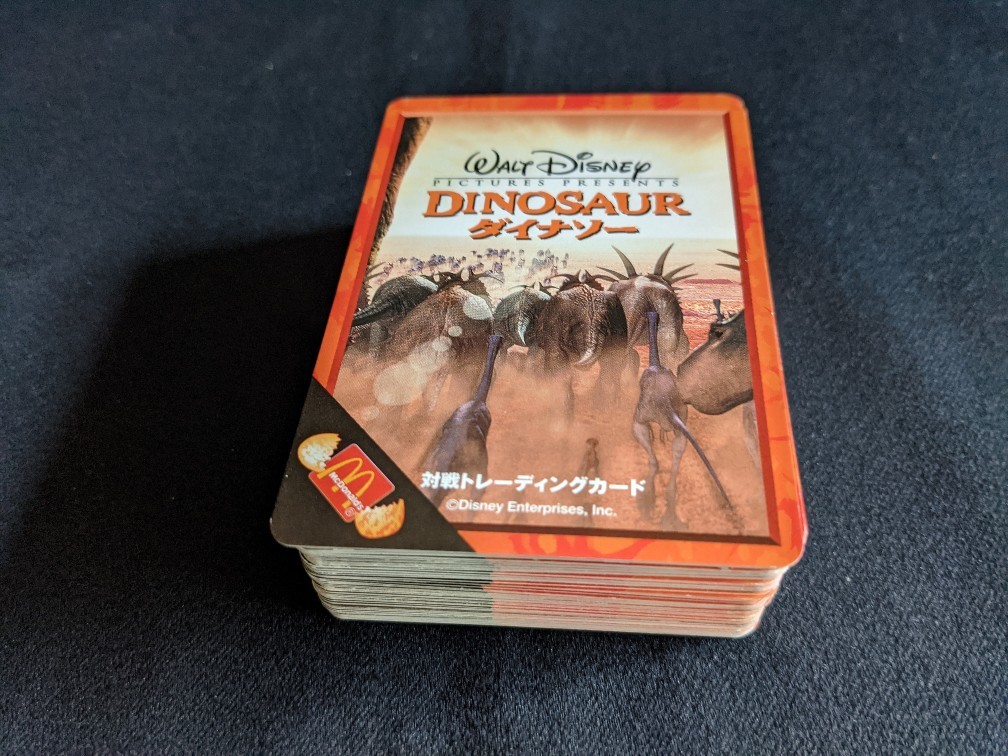 WALT DISNEY
PICTURES PRESENTS
DINOSAUR
ダイナソー
McDonald's®
対戦トレーディングカード
©Disney Enterprises, Inc.